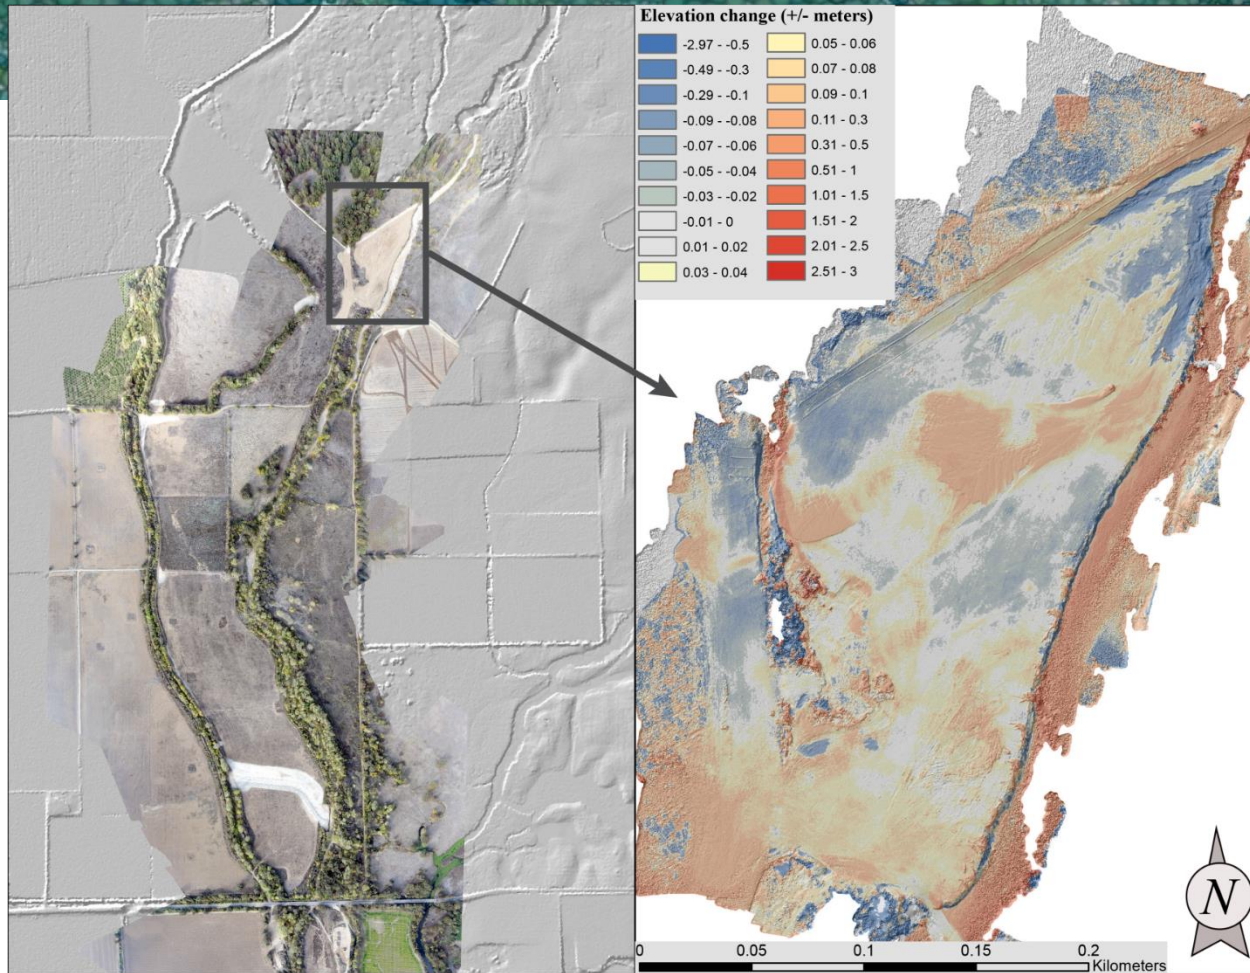 Elevation change (+/- meters)
-2.97 - -0.5
-0.49 - -0.3
-0.29 - -0.1
-0.09 - -0.08
-0.07 - -0.06
-0.05 - -0.04
-0.03 - -0.02
-0.01 - 0
0.01 - 0.02
0.03 - 0.04
0.05 - 0.06
0.07 - 0.08
0.09 - 0.1
0.11 - 0.3
0.31 - 0.5
0.51 - 1
1.01 - 1.5
1.51 - 2
2.01 - 2.5
2.51 - 3
N
0 0.05 0.1 0.15 0.2
Kilometers